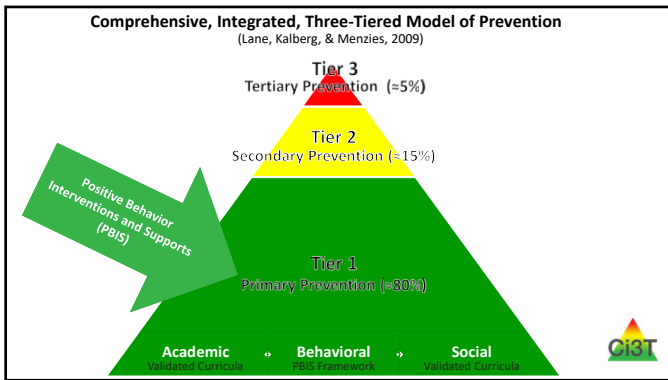 Comprehensive, Integrated, Three-Tiered Model of Prevention
(Lane, Kalberg, & Menzies, 2009)
Tier 3
Tertiary Prevention (≈5%)
Tier 2
Secondary Prevention (≈15%)
Positive Behavior
Interventions and Supports
(PBIS)
Tier 1
Primary Prevention (≈80%)
Academic ↔ Behavioral ↔ Social
Validated Curricula PBIS Framework Validated Curricula
Ci3T